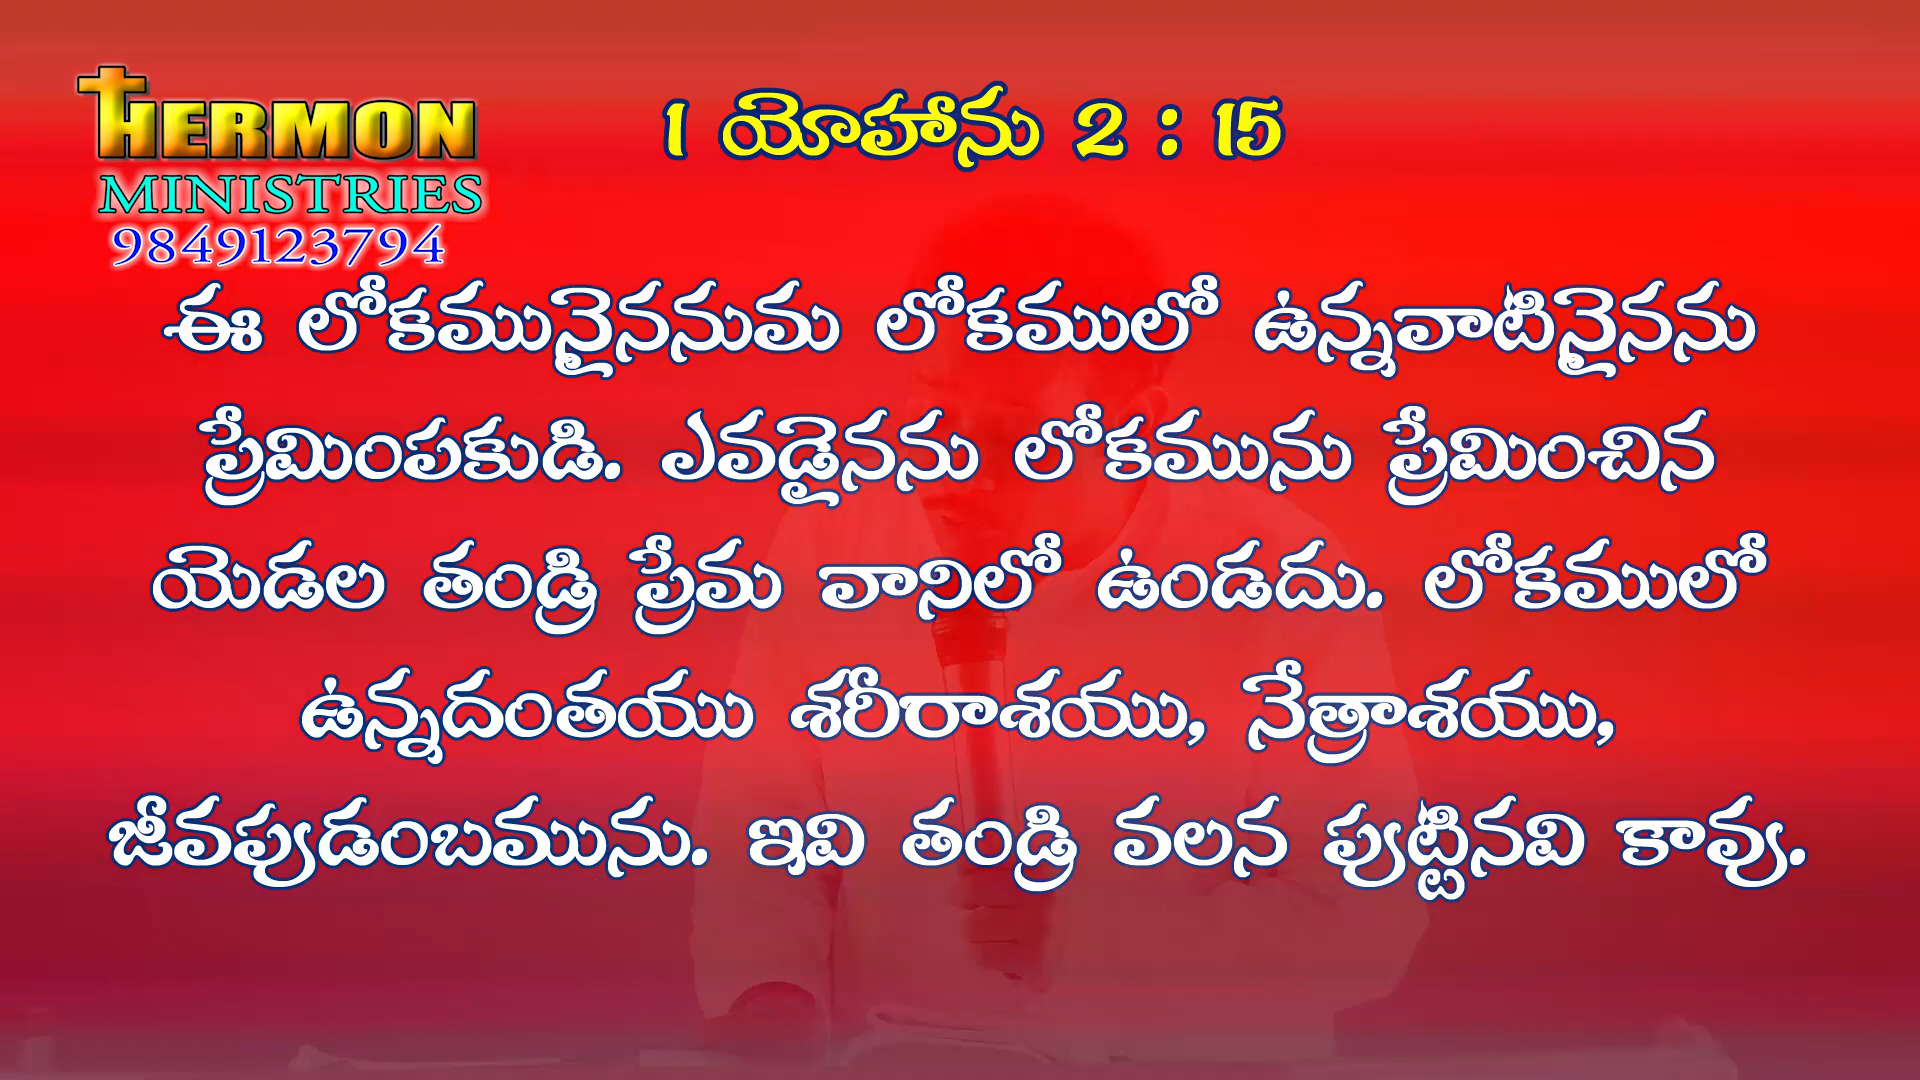 HERMON
MINISTRIES
9849123794
1 యోహాను 2 : 15
ఈ లోకమునైననుమ లోకములో ఉన్నవాటినైనను
ప్రేమింపకుడి. ఎవడైనను లోకమును ప్రేమించిన
యెడల తండ్రి ప్రేమ వానిలో ఉండదు. లోకములో
ఉన్నదంతయు శరీరాశయు, నేత్రాశయు,
జీవపుడంబమును. ఇవి తండ్రి వలన పుట్టినవి కావు.